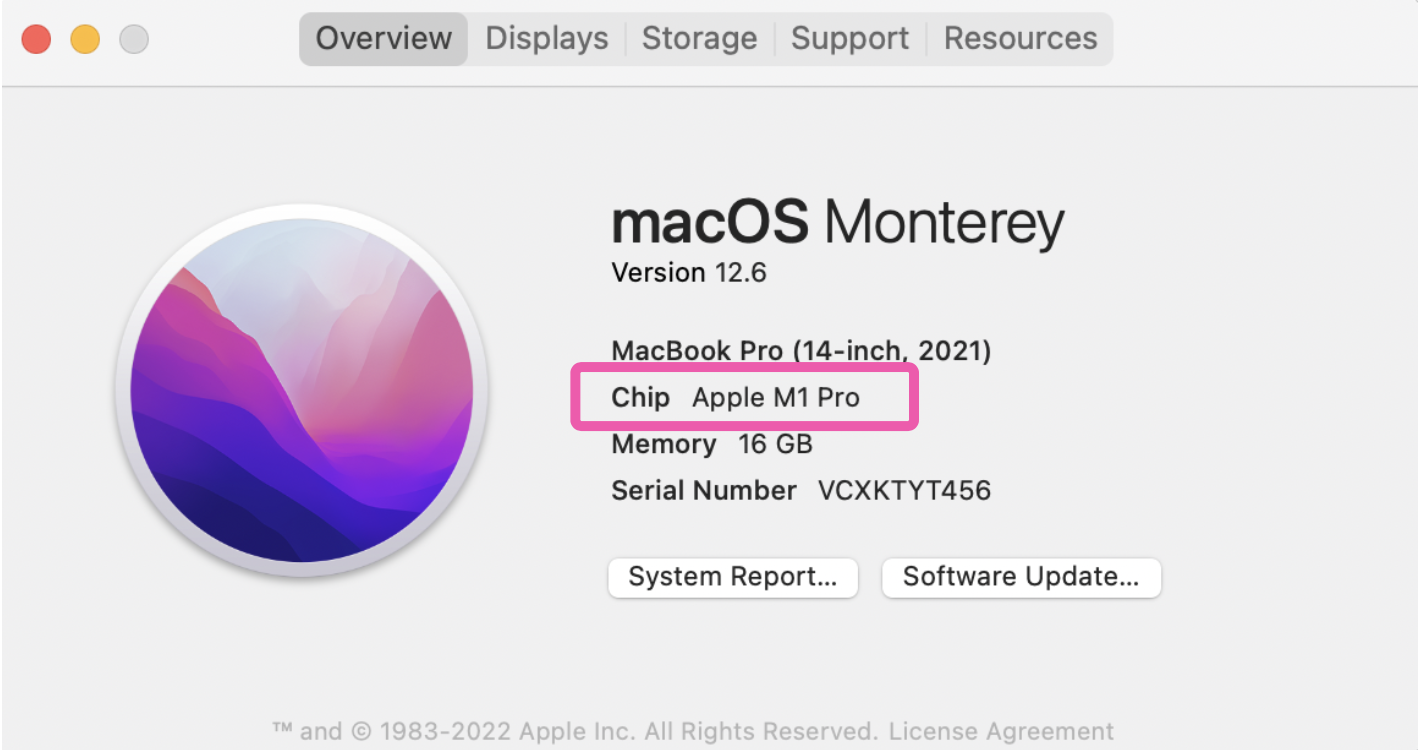 Overview Displays Storage Support Resources
macOS Monterey
Version 12.6
MacBook Pro (14-inch, 2021)
Chip Apple M1 Pro
Memory 16 GB
Serial Number VCXKTYT456
System Report... Software Update...
™ and © 1983-2022 Apple Inc. All Rights Reserved. License Agreement